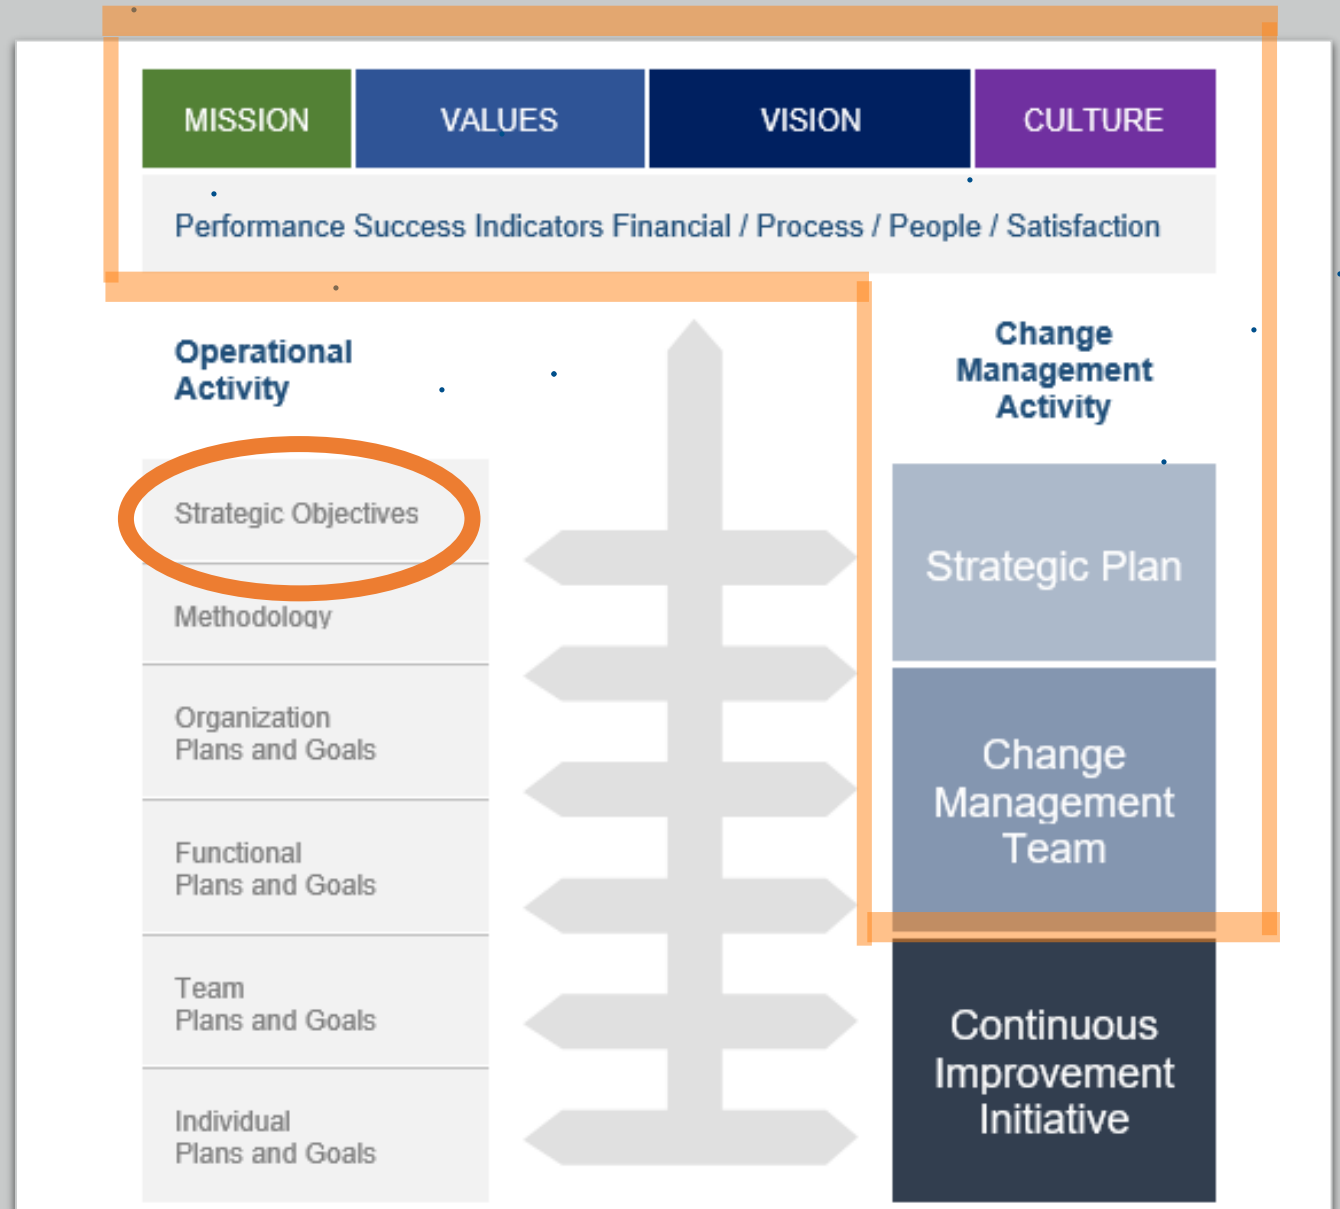 MISSION VALUES VISION CULTURE
Performance Success Indicators Financial / Process / People / Satisfaction
Operational
Activity
Strategic Objectives
Methodology
Organization
Plans and Goals
Functional
Plans and Goals
Team
Plans and Goals
Individual
Plans and Goals
Change
Management
Activity
Strategic Plan
Change
Management
Team
Continuous
Improvement
Initiative